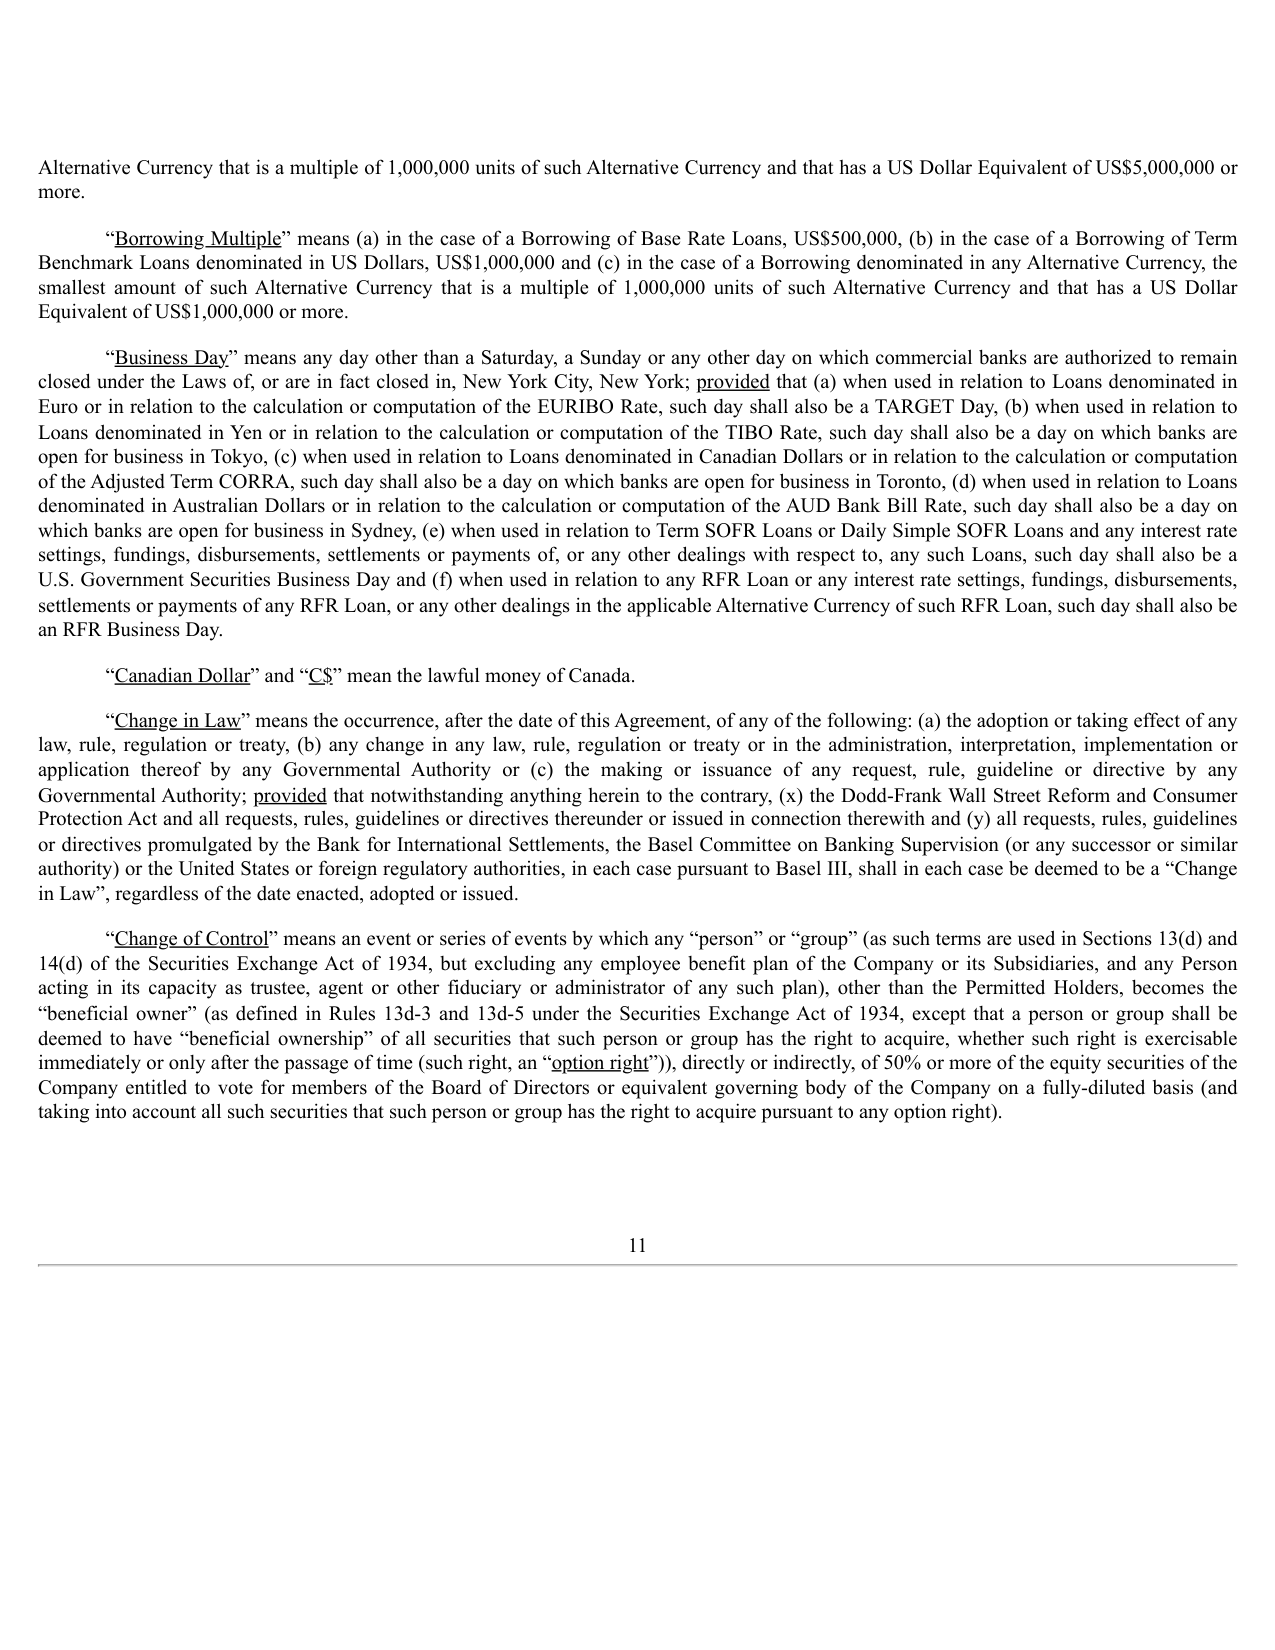 Alternative Currency that is a multiple of 1,000,000 units of such Alternative Currency and that has a US Dollar Equivalent of US$5,000,000 or
more.
“Borrowing Multiple” means (a) in the case of a Borrowing of Base Rate Loans, US$500,000, (b) in the case of a Borrowing of Term
Benchmark Loans denominated in US Dollars, US$1,000,000 and (c) in the case of a Borrowing denominated in any Alternative Currency, the
smallest amount of such Alternative Currency that is a multiple of 1,000,000 units of such Alternative Currency and that has a US Dollar
Equivalent of US$1,000,000 or more.
“Business Day” means any day other than a Saturday, a Sunday or any other day on which commercial banks are authorized to remain
closed under the Laws of, or are in fact closed in, New York City, New York; provided that (a) when used in relation to Loans denominated in
Euro or in relation to the calculation or computation of the EURIBO Rate, such day shall also be a TARGET Day, (b) when used in relation to
Loans denominated in Yen or in relation to the calculation or computation of the TIBO Rate, such day shall also be a day on which banks are
open for business in Tokyo, (c) when used in relation to Loans denominated in Canadian Dollars or in relation to the calculation or computation
of the Adjusted Term CORRA, such day shall also be a day on which banks are open for business in Toronto, (d) when used in relation to Loans
denominated in Australian Dollars or in relation to the calculation or computation of the AUD Bank Bill Rate, such day shall also be a day on
which banks are open for business in Sydney, (e) when used in relation to Term SOFR Loans or Daily Simple SOFR Loans and any interest rate
settings, fundings, disbursements, settlements or payments of, or any other dealings with respect to, any such Loans, such day shall also be a
U.S. Government Securities Business Day and (f) when used in relation to any RFR Loan or any interest rate settings, fundings, disbursements,
settlements or payments of any RFR Loan, or any other dealings in the applicable Alternative Currency of such RFR Loan, such day shall also be
an RFR Business Day.
“Canadian Dollar” and “C$” mean the lawful money of Canada.
“Change in Law” means the occurrence, after the date of this Agreement, of any of the following: (a) the adoption or taking effect of any
law, rule, regulation or treaty, (b) any change in any law, rule, regulation or treaty or in the administration, interpretation, implementation or
application thereof by any Governmental Authority or (c) the making or issuance of any request, rule, guideline or directive by any
Governmental Authority; provided that notwithstanding anything herein to the contrary, (x) the Dodd-Frank Wall Street Reform and Consumer
Protection Act and all requests, rules, guidelines or directives thereunder or issued in connection therewith and (y) all requests, rules, guidelines
or directives promulgated by the Bank for International Settlements, the Basel Committee on Banking Supervision (or any successor or similar
authority) or the United States or foreign regulatory authorities, in each case pursuant to Basel III, shall in each case be deemed to be a “Change
in Law”, regardless of the date enacted, adopted or issued.
“Change of Control” means an event or series of events by which any “person” or “group” (as such terms are used in Sections 13(d) and
14(d) of the Securities Exchange Act of 1934, but excluding any employee benefit plan of the Company or its Subsidiaries, and any Person
acting in its capacity as trustee, agent or other fiduciary or administrator of any such plan), other than the Permitted Holders, becomes the
“beneficial owner” (as defined in Rules 13d-3 and 13d-5 under the Securities Exchange Act of 1934, except that a person or group shall be
deemed to have “beneficial ownership” of all securities that such person or group has the right to acquire, whether such right is exercisable
immediately or only after the passage of time (such right, an “option right”)), directly or indirectly, of 50% or more of the equity securities of the
Company entitled to vote for members of the Board of Directors or equivalent governing body of the Company on a fully-diluted basis (and
taking into account all such securities that such person or group has the right to acquire pursuant to any option right).
11